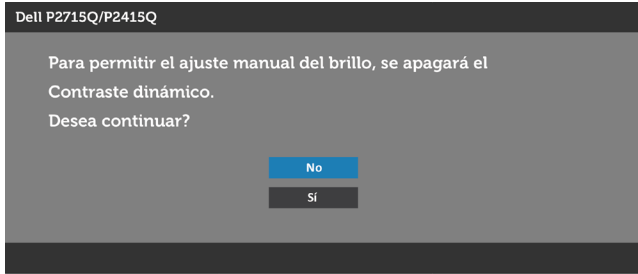 Dell P2715Q/P2415Q
Para permitir el ajuste manual del brillo, se apagará el
Contraste dinámico.
Desea continuar?
No
Sí